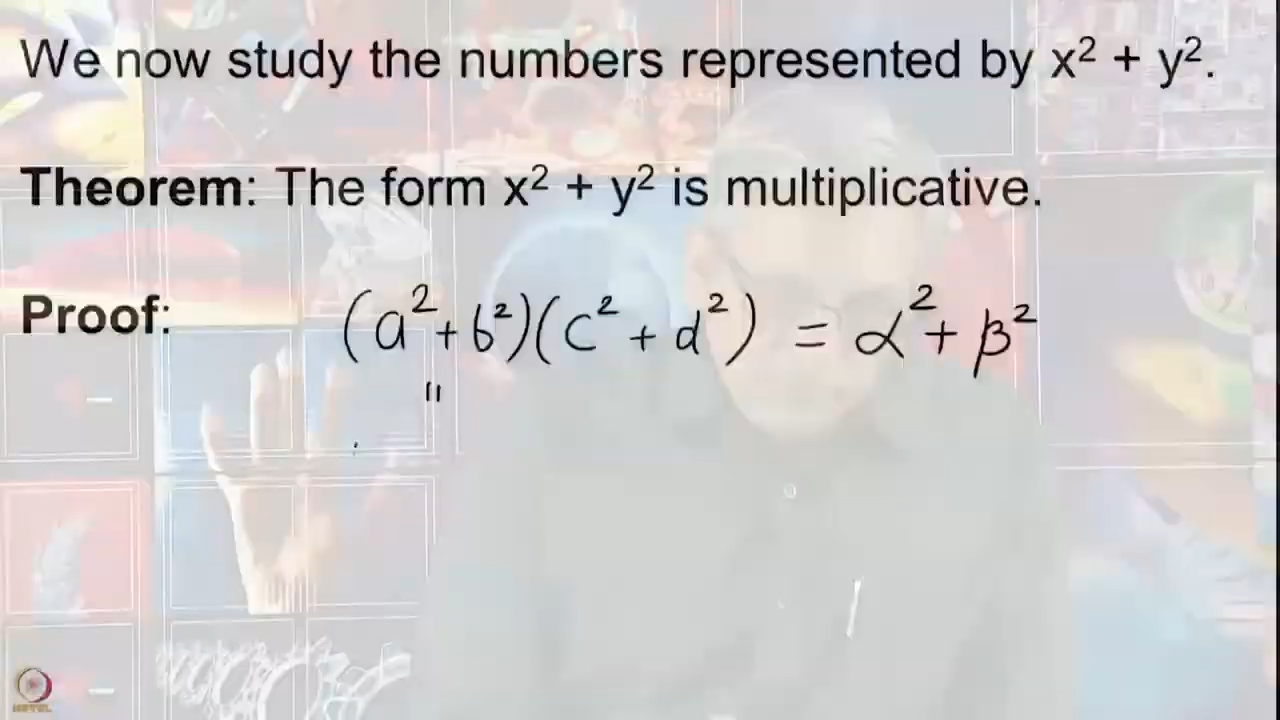 We now study the numbers represented by x² + y².
Theorem: The form x² + y² is multiplicative.
Proof: (a² + b²)(c² + d²) = α² + β²
"
NPTEL